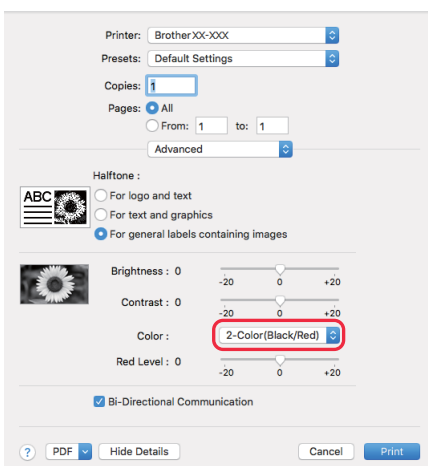 Printer: Brother XX-XXX
Presets: Default Settings
Copies: 1
Pages: All
From: 1 to: 1
Advanced
Halftone :
ABC
For logo and text
For text and graphics
For general labels containing images
Brightness : 0
-20 0 +20
Contrast : 0
-20 0 +20
Color : 2-Color(Black/Red)
Red Level : 0
-20 0 +20
Bi-Directional Communication
? PDF Hide Details Cancel Print